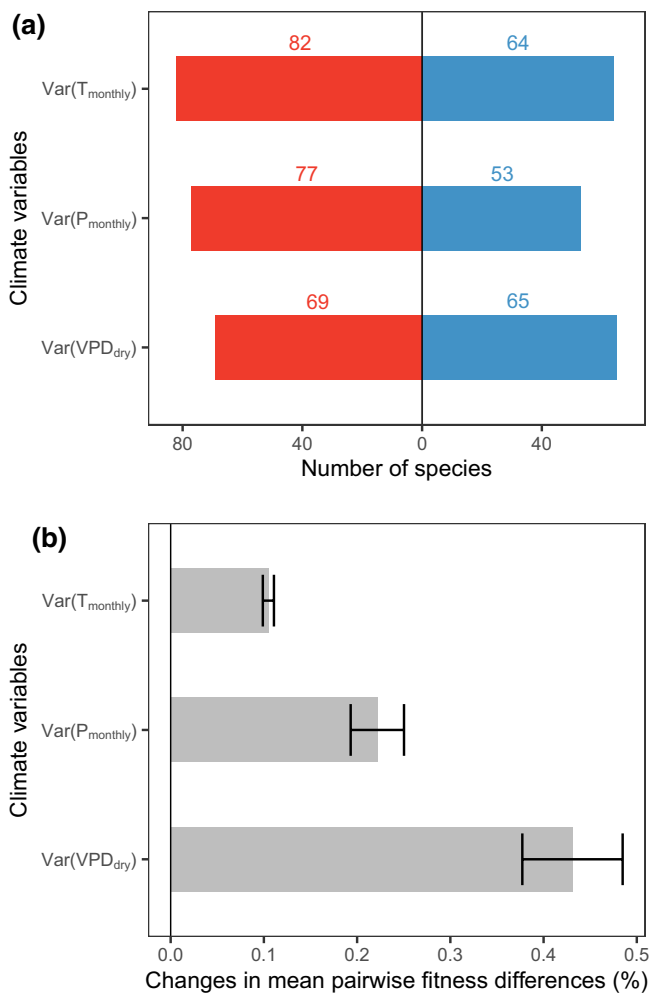 (a)
82
64
Var(Tmonthly)
77
53
Var(Pmonthly)
69
65
Var(VPDdry)
Climate variables
80
40
0
40
Number of species
(b)
Var(Tmonthly)
Var(Pmonthly)
Var(VPDdry)
Climate variables
0.0
0.1
0.2
0.3
0.4
0.5
Changes in mean pairwise fitness differences (%)